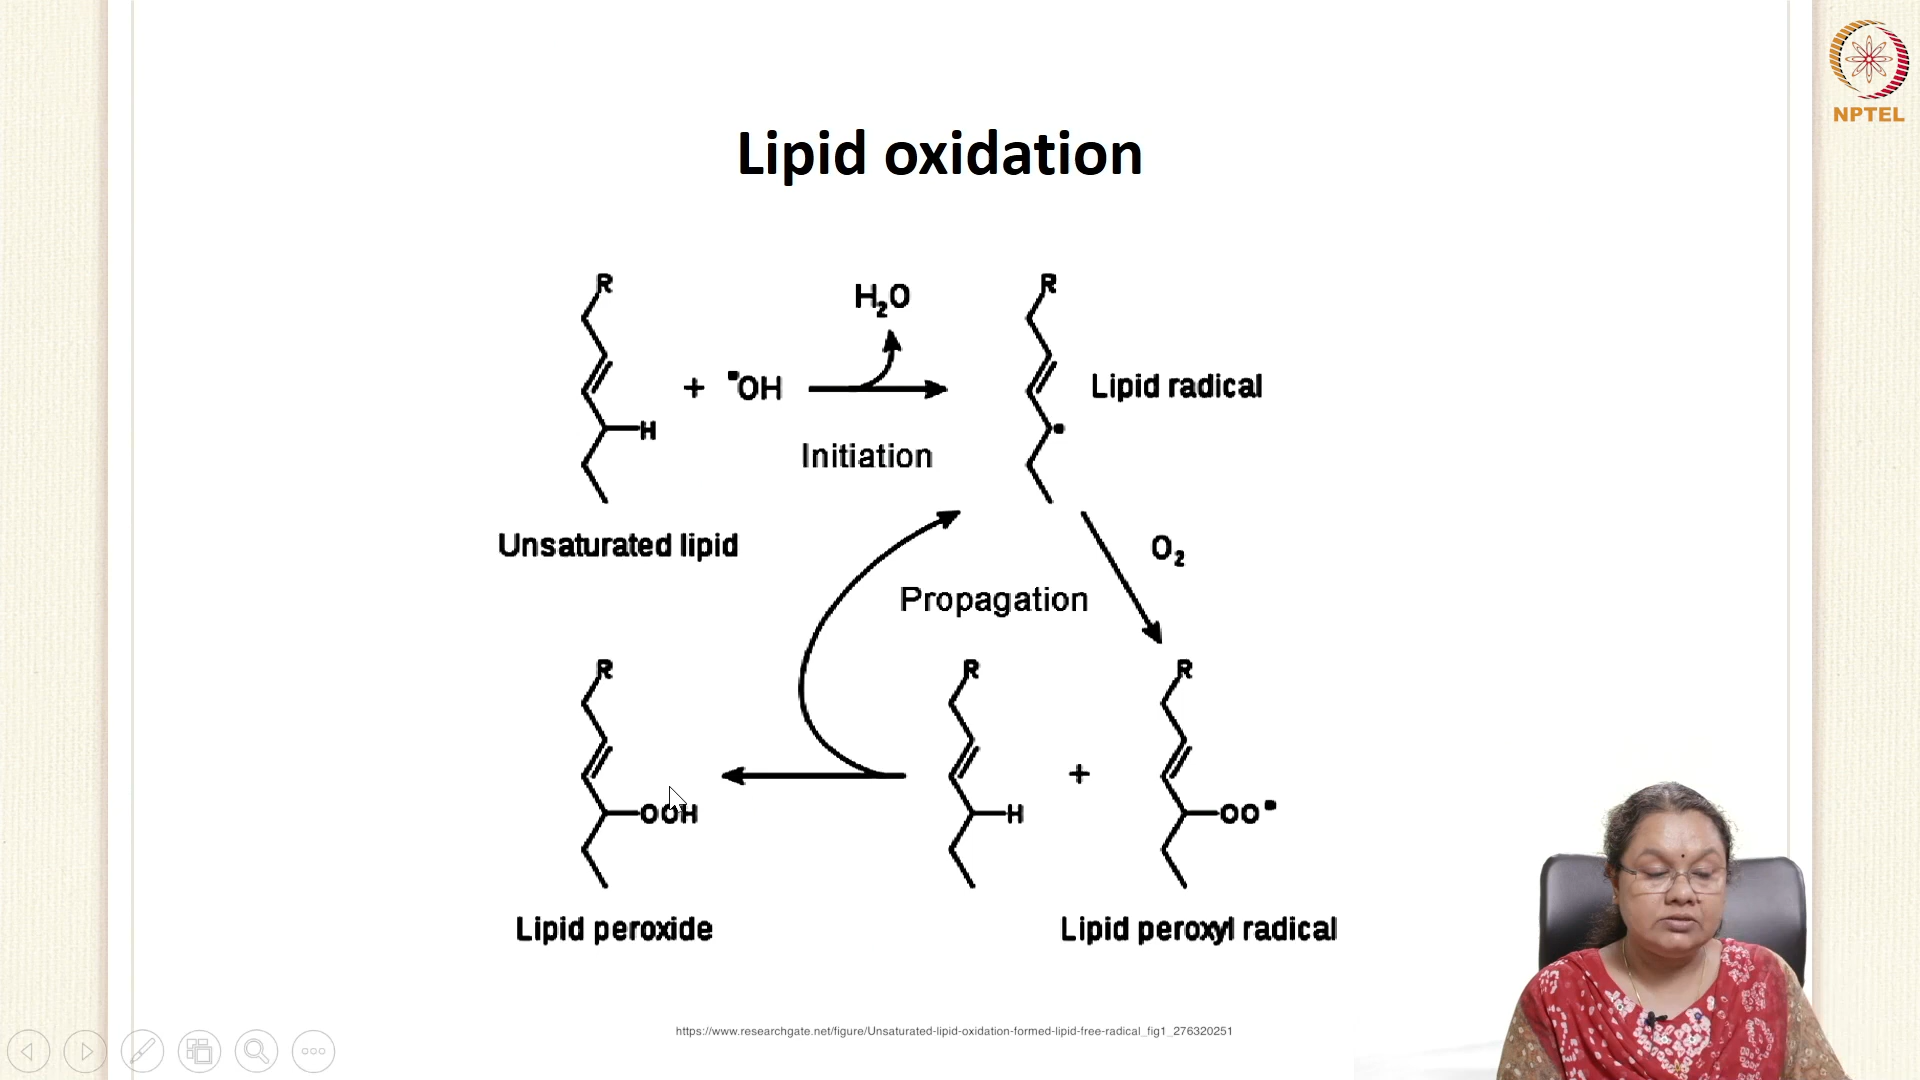 NPTEL
Lipid oxidation
R
H₂O
R
+ •OH
Lipid radical
H
Initiation
Unsaturated lipid
O₂
Propagation
R
R
R
+
OOH
H
OO•
Lipid peroxide
Lipid peroxyl radical
https://www.researchgate.net/figure/Unsaturated-lipid-oxidation-formed-lipid-free-radical_fig1_276320251